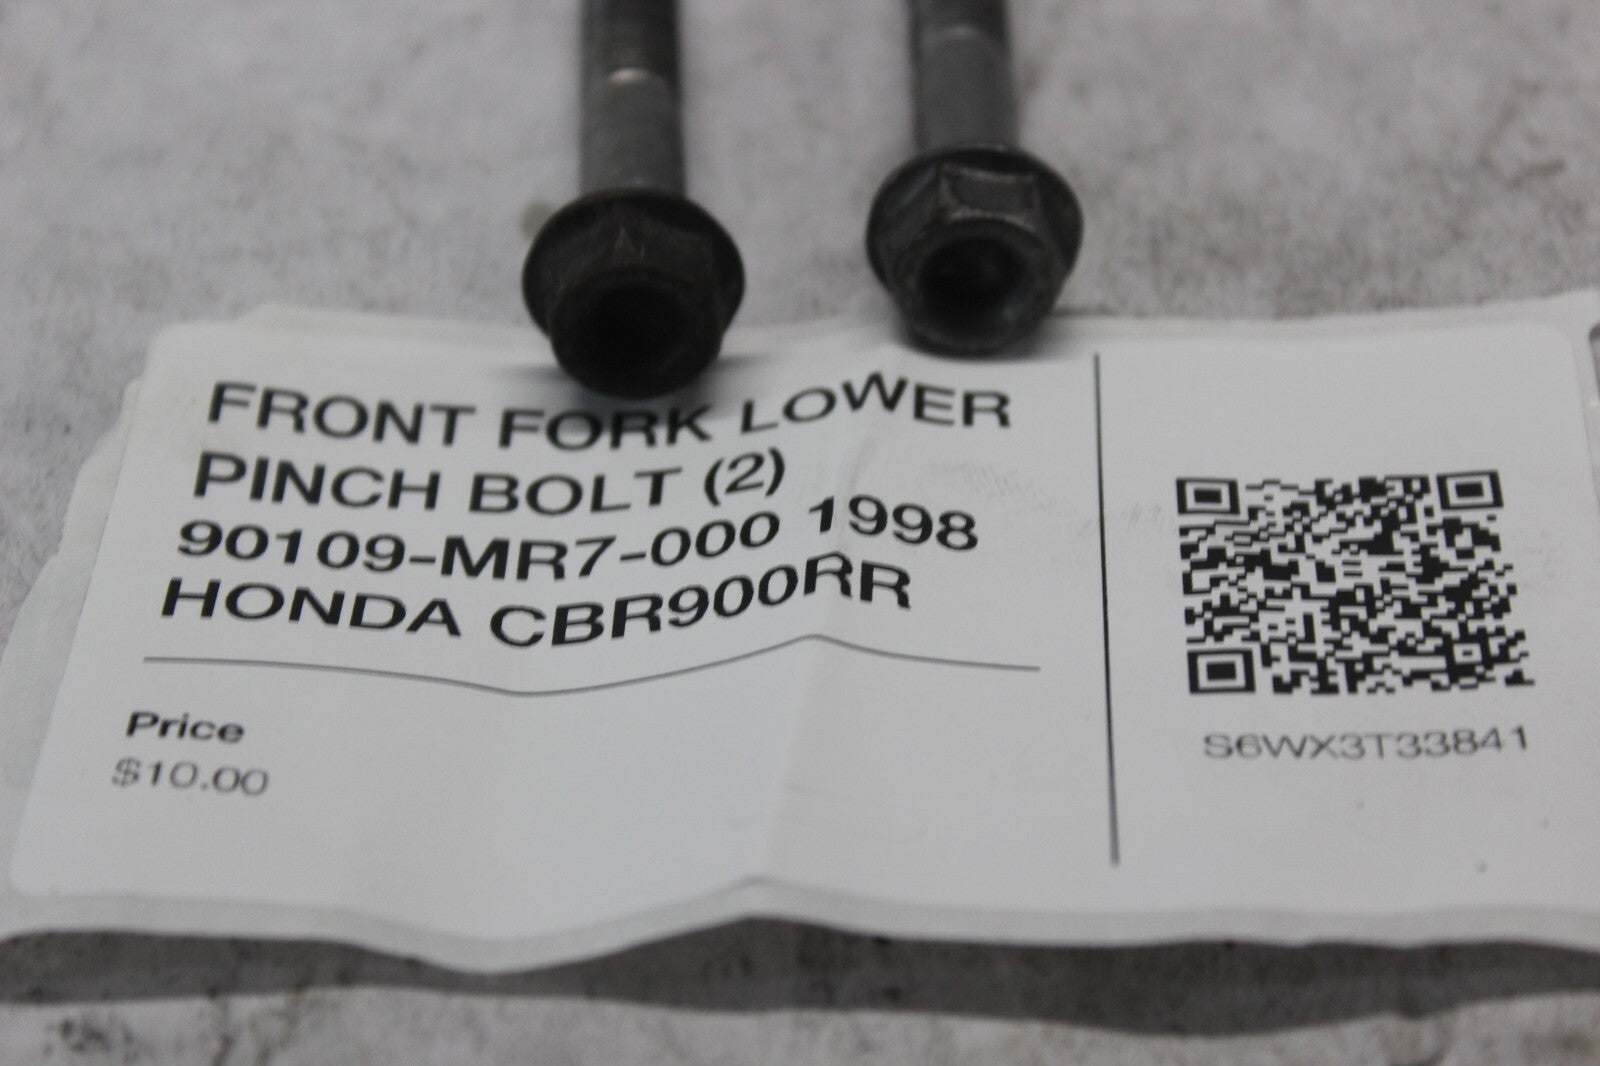 FRONT FORK LOWER
PINCH BOLT (2)
90109-MR7-000 1998
HONDA CBR900RR
Price
$10.00
S6WX3T33841